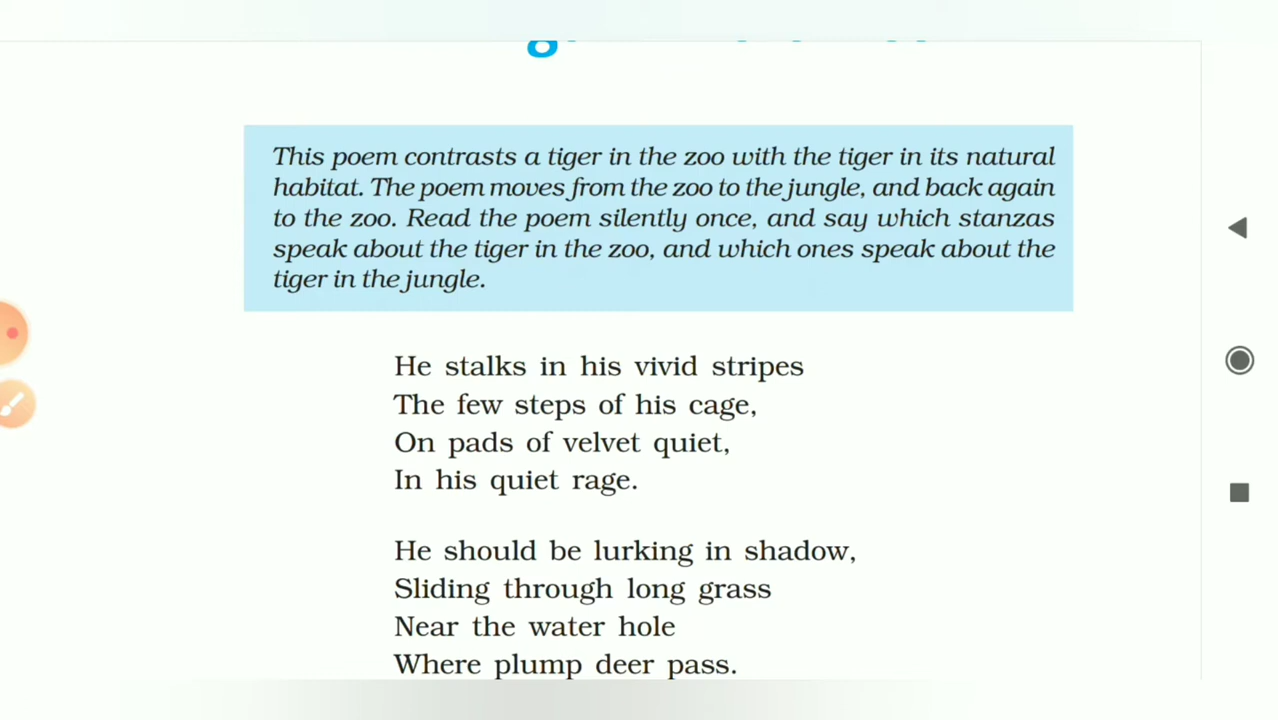 This poem contrasts a tiger in the zoo with the tiger in its natural
habitat. The poem moves from the zoo to the jungle, and back again
to the zoo. Read the poem silently once, and say which stanzas
speak about the tiger in the zoo, and which ones speak about the
tiger in the jungle.
He stalks in his vivid stripes
The few steps of his cage,
On pads of velvet quiet,
In his quiet rage.
He should be lurking in shadow,
Sliding through long grass
Near the water hole
Where plump deer pass.